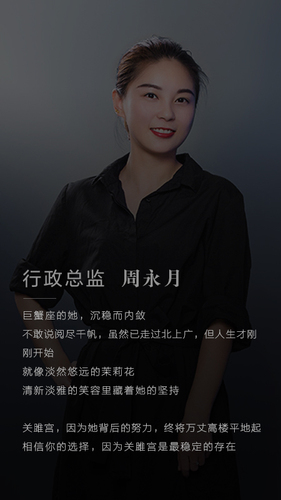 行政总监 周永月
巨蟹座的她，沉稳而内敛
不敢说阅尽千帆，虽然已走过北上广，但人生才刚
刚开始
就像淡然悠远的茉莉花
清新淡雅的笑容里藏着她的坚持
关雎宫，因为她背后的努力，终将万丈高楼平地起
相信你的选择，因为关雎宫是最稳定的存在